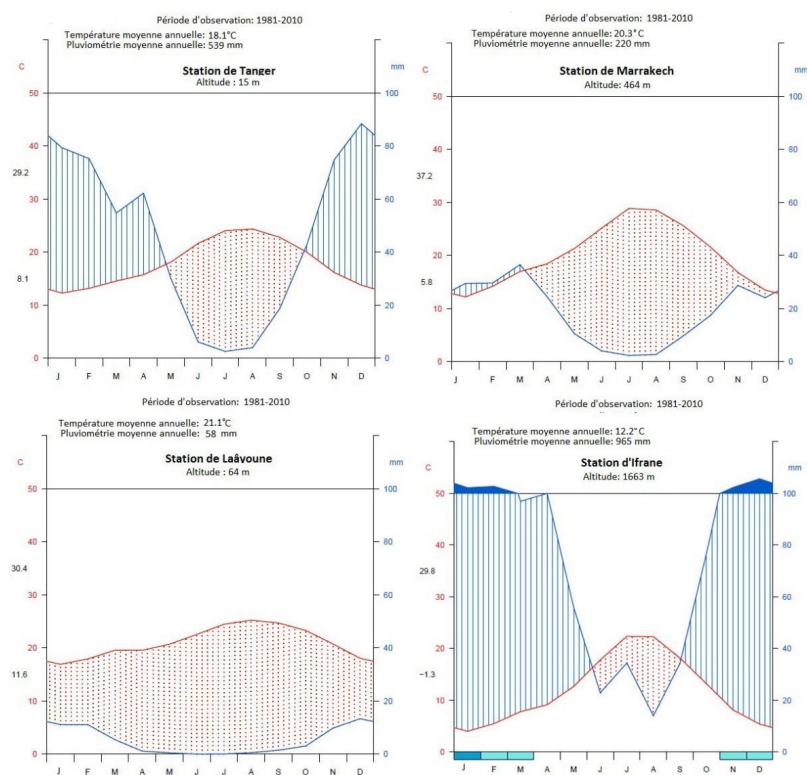 Période d'observation: 1981-2010
Température moyenne annuelle: 18.1°C
Pluviométrie moyenne annuelle: 539 mm
C
mm
Station de Tanger
Altitude : 15 m
50
40
30
20
10
0
29.2
8.1
100
80
60
40
20
0
J F M A M J J A S O N D
Période d'observation: 1981-2010
Température moyenne annuelle: 20.3°C
Pluviométrie moyenne annuelle: 220 mm
C
mm
Station de Marrakech
Altitude: 464 m
50
40
30
20
10
0
37.2
5.8
100
80
60
40
20
0
J F M A M J J A S O N D
Période d'observation: 1981-2010
Température moyenne annuelle: 21.1°C
Pluviométrie moyenne annuelle: 58 mm
C
mm
Station de Laâyoune
Altitude : 64 m
50
40
30
20
10
0
30.4
11.6
100
80
60
40
20
0
J F M A M J J A S O N D
Période d'observation: 1981-2010
Température moyenne annuelle: 12.2°C
Pluviométrie moyenne annuelle: 965 mm
C
mm
Station d'Ifrane
Altitude: 1663 m
50
40
30
20
10
0
29.8
-1.3
100
80
60
40
20
0
J F M A M J J A S O N D